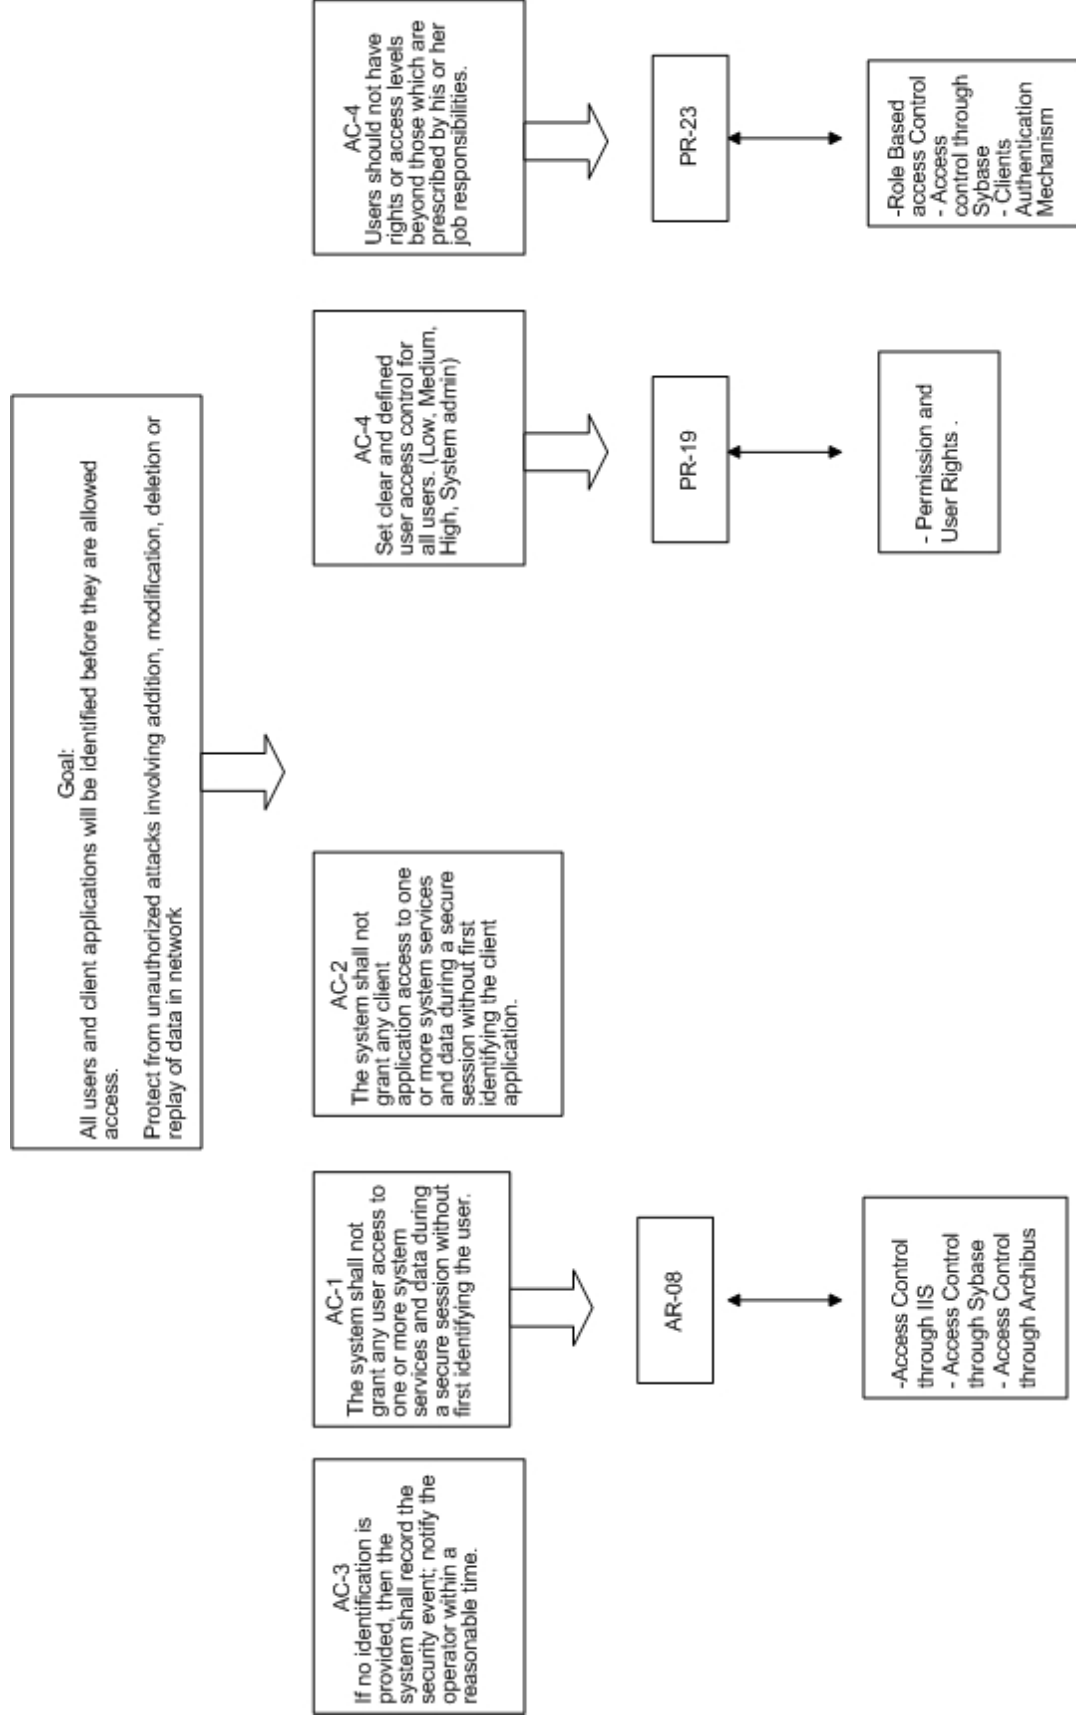 Goal:
All users and client applications will be identified before they are allowed
access.
Protect from unauthorized attacks involving addition, modification, deletion or
replay of data in network
AC-3
If no identification is
provided, then the
system shall record the
security event; notify the
operator within a
reasonable time.
AC-1
The system shall not
grant any user access to
one or more system
services and data during
a secure session without
first identifying the user.
AC-2
The system shall not
grant any client
application access to one
or more system services
and data during a secure
session without first
identifying the client
application.
AC-4
Set clear and defined
user access control for
all users. (Low, Medium,
High, System admin)
AC-4
Users should not have
rights or access levels
beyond those which are
prescribed by his or her
job responsibilities.
AR-08
PR-19
PR-23
-Access Control
through IIS
- Access Control
through Sybase
- Access Control
through Archibus
- Permission and
User Rights .
-Role Based
access Control
- Access
control through
Sybase
- Clients
Authentication
Mechanism